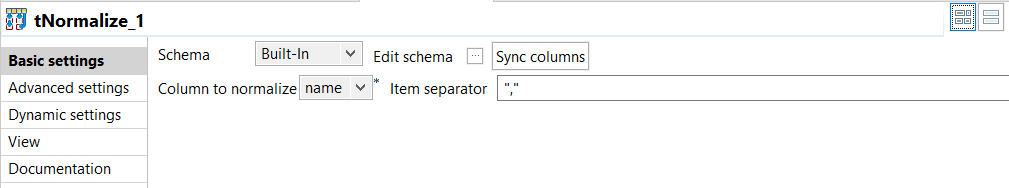 tNormalize_1
Basic settings
Advanced settings
Dynamic settings
View
Documentation
Schema Built-In Edit schema ... Sync columns
Column to normalize name * Item separator ","